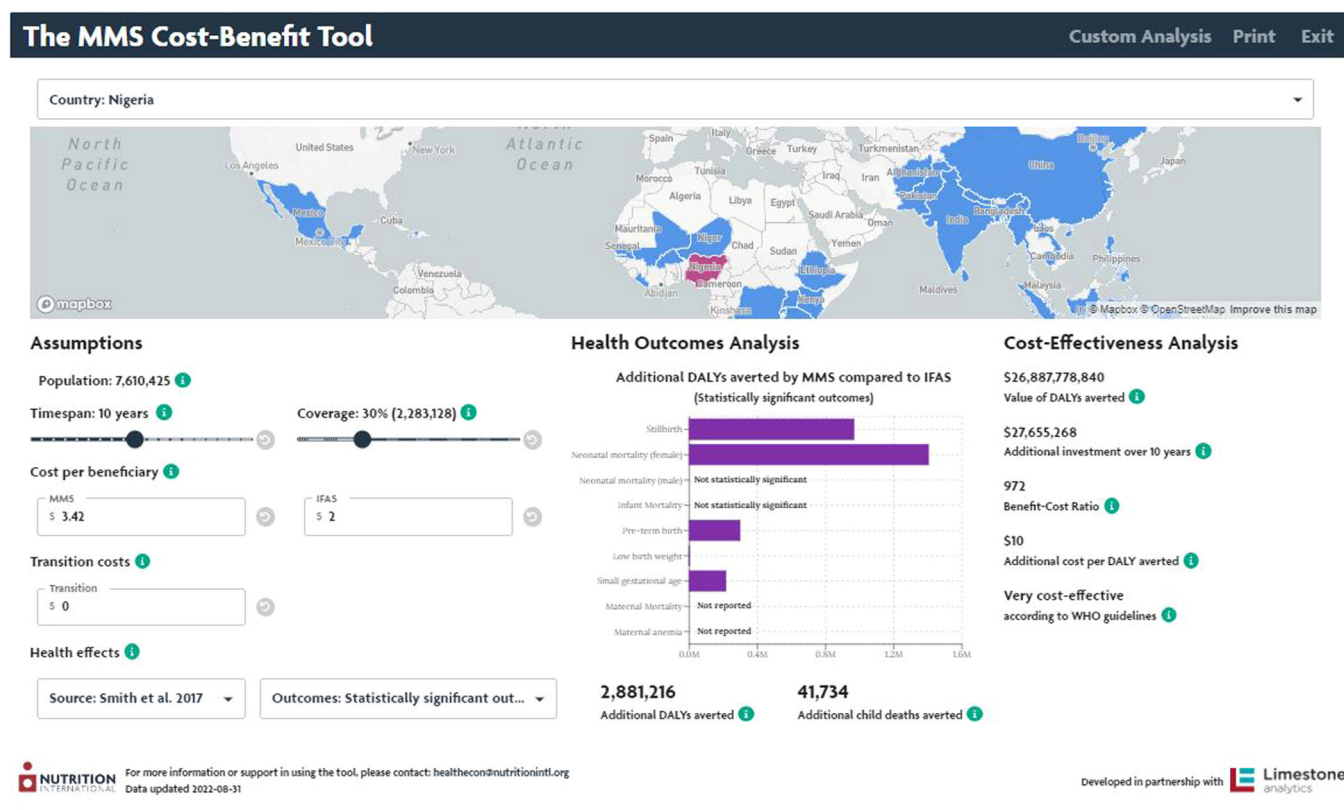 The MMS Cost-Benefit Tool
Custom Analysis Print Exit
Country: Nigeria
North
Pacific
Ocean
United States
New York
Los Angeles
Atlantic
Ocean
Mexico
Mexico City
Cuba
Venezuela
Colombia
Spain
Italy
Greece
Turkey
Turkmenistan
Morocco
Tunisia
Algeria
Libya
Egypt
Iraq
Iran
Afghanistan
Pakistan
Saudi Arabia
Oman
Yemen
Mauritania
Senegal
Niger
Chad
Sudan
Nigeria
Cameroon
Abidjan
Ethiopia
Kenya
Kinshasa
India
Bangladesh
Maldives
China
Beijing
Japan
Laos
Cambodia
Philippines
Malaysia
mapbox
© Mapbox © OpenStreetMap Improve this map
Assumptions
Population: 7,610,425
Timespan: 10 years
Coverage: 30% (2,283,128)
Cost per beneficiary
MMS
$ 3.42
IFAS
$ 2
Transition costs
Transition
$ 0
Health effects
Source: Smith et al. 2017
Outcomes: Statistically significant out...
Health Outcomes Analysis
Additional DALYs averted by MMS compared to IFAS
(Statistically significant outcomes)
Stillbirth
Neonatal mortality (female)
Neonatal mortality (male) Not statistically significant
Infant Mortality Not statistically significant
Pre-term birth
Low birth weight
Small gestational age
Maternal Mortality Not reported
Maternal anemia Not reported
0.0M 0.4M 0.8M 1.2M 1.6M
2,881,216
Additional DALYs averted
41,734
Additional child deaths averted
Cost-Effectiveness Analysis
$26,887,778,840
Value of DALYs averted
$27,655,268
Additional investment over 10 years
972
Benefit-Cost Ratio
$10
Additional cost per DALY averted
Very cost-effective
according to WHO guidelines
NUTRITION
INTERNATIONAL
For more information or support in using the tool, please contact: healthecon@nutritionintl.org
Data updated 2022-08-31
Developed in partnership with
Limestone
analytics